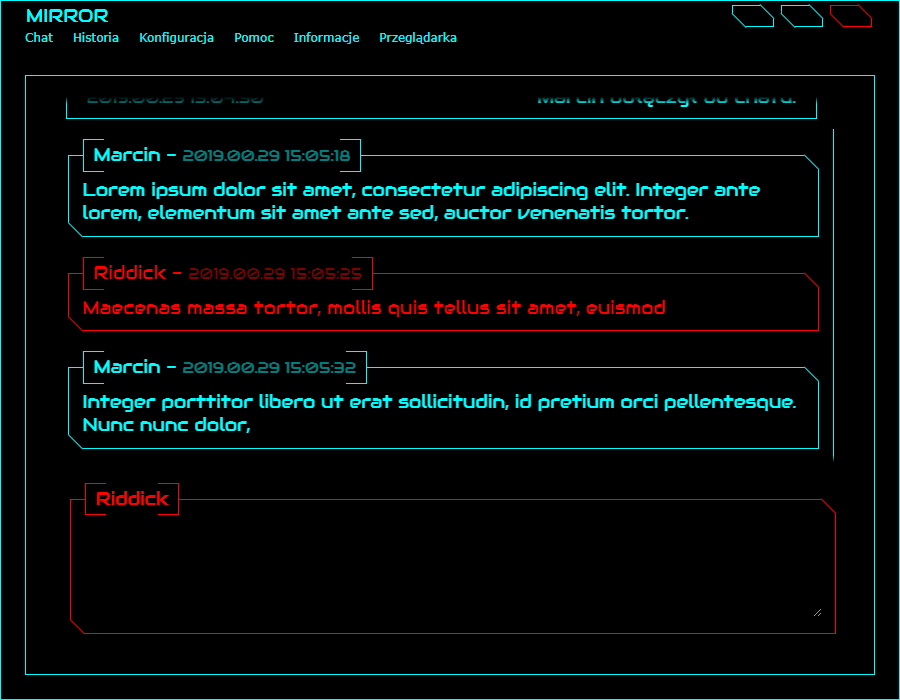 MIRROR
Chat Historia Konfiguracja Pomoc Informacje Przeglądarka
Marcin dołączył do chatu.
Marcin - 2019.00.29 15:05:18
Lorem ipsum dolor sit amet, consectetur adipiscing elit. Integer ante
lorem, elementum sit amet ante sed, auctor venenatis tortor.
Riddick - 2019.00.29 15:05:25
Maecenas massa tortor, mollis quis tellus sit amet, euismod
Marcin - 2019.00.29 15:05:32
Integer porttitor libero ut erat sollicitudin, id pretium orci pellentesque.
Nunc nunc dolor,
Riddick